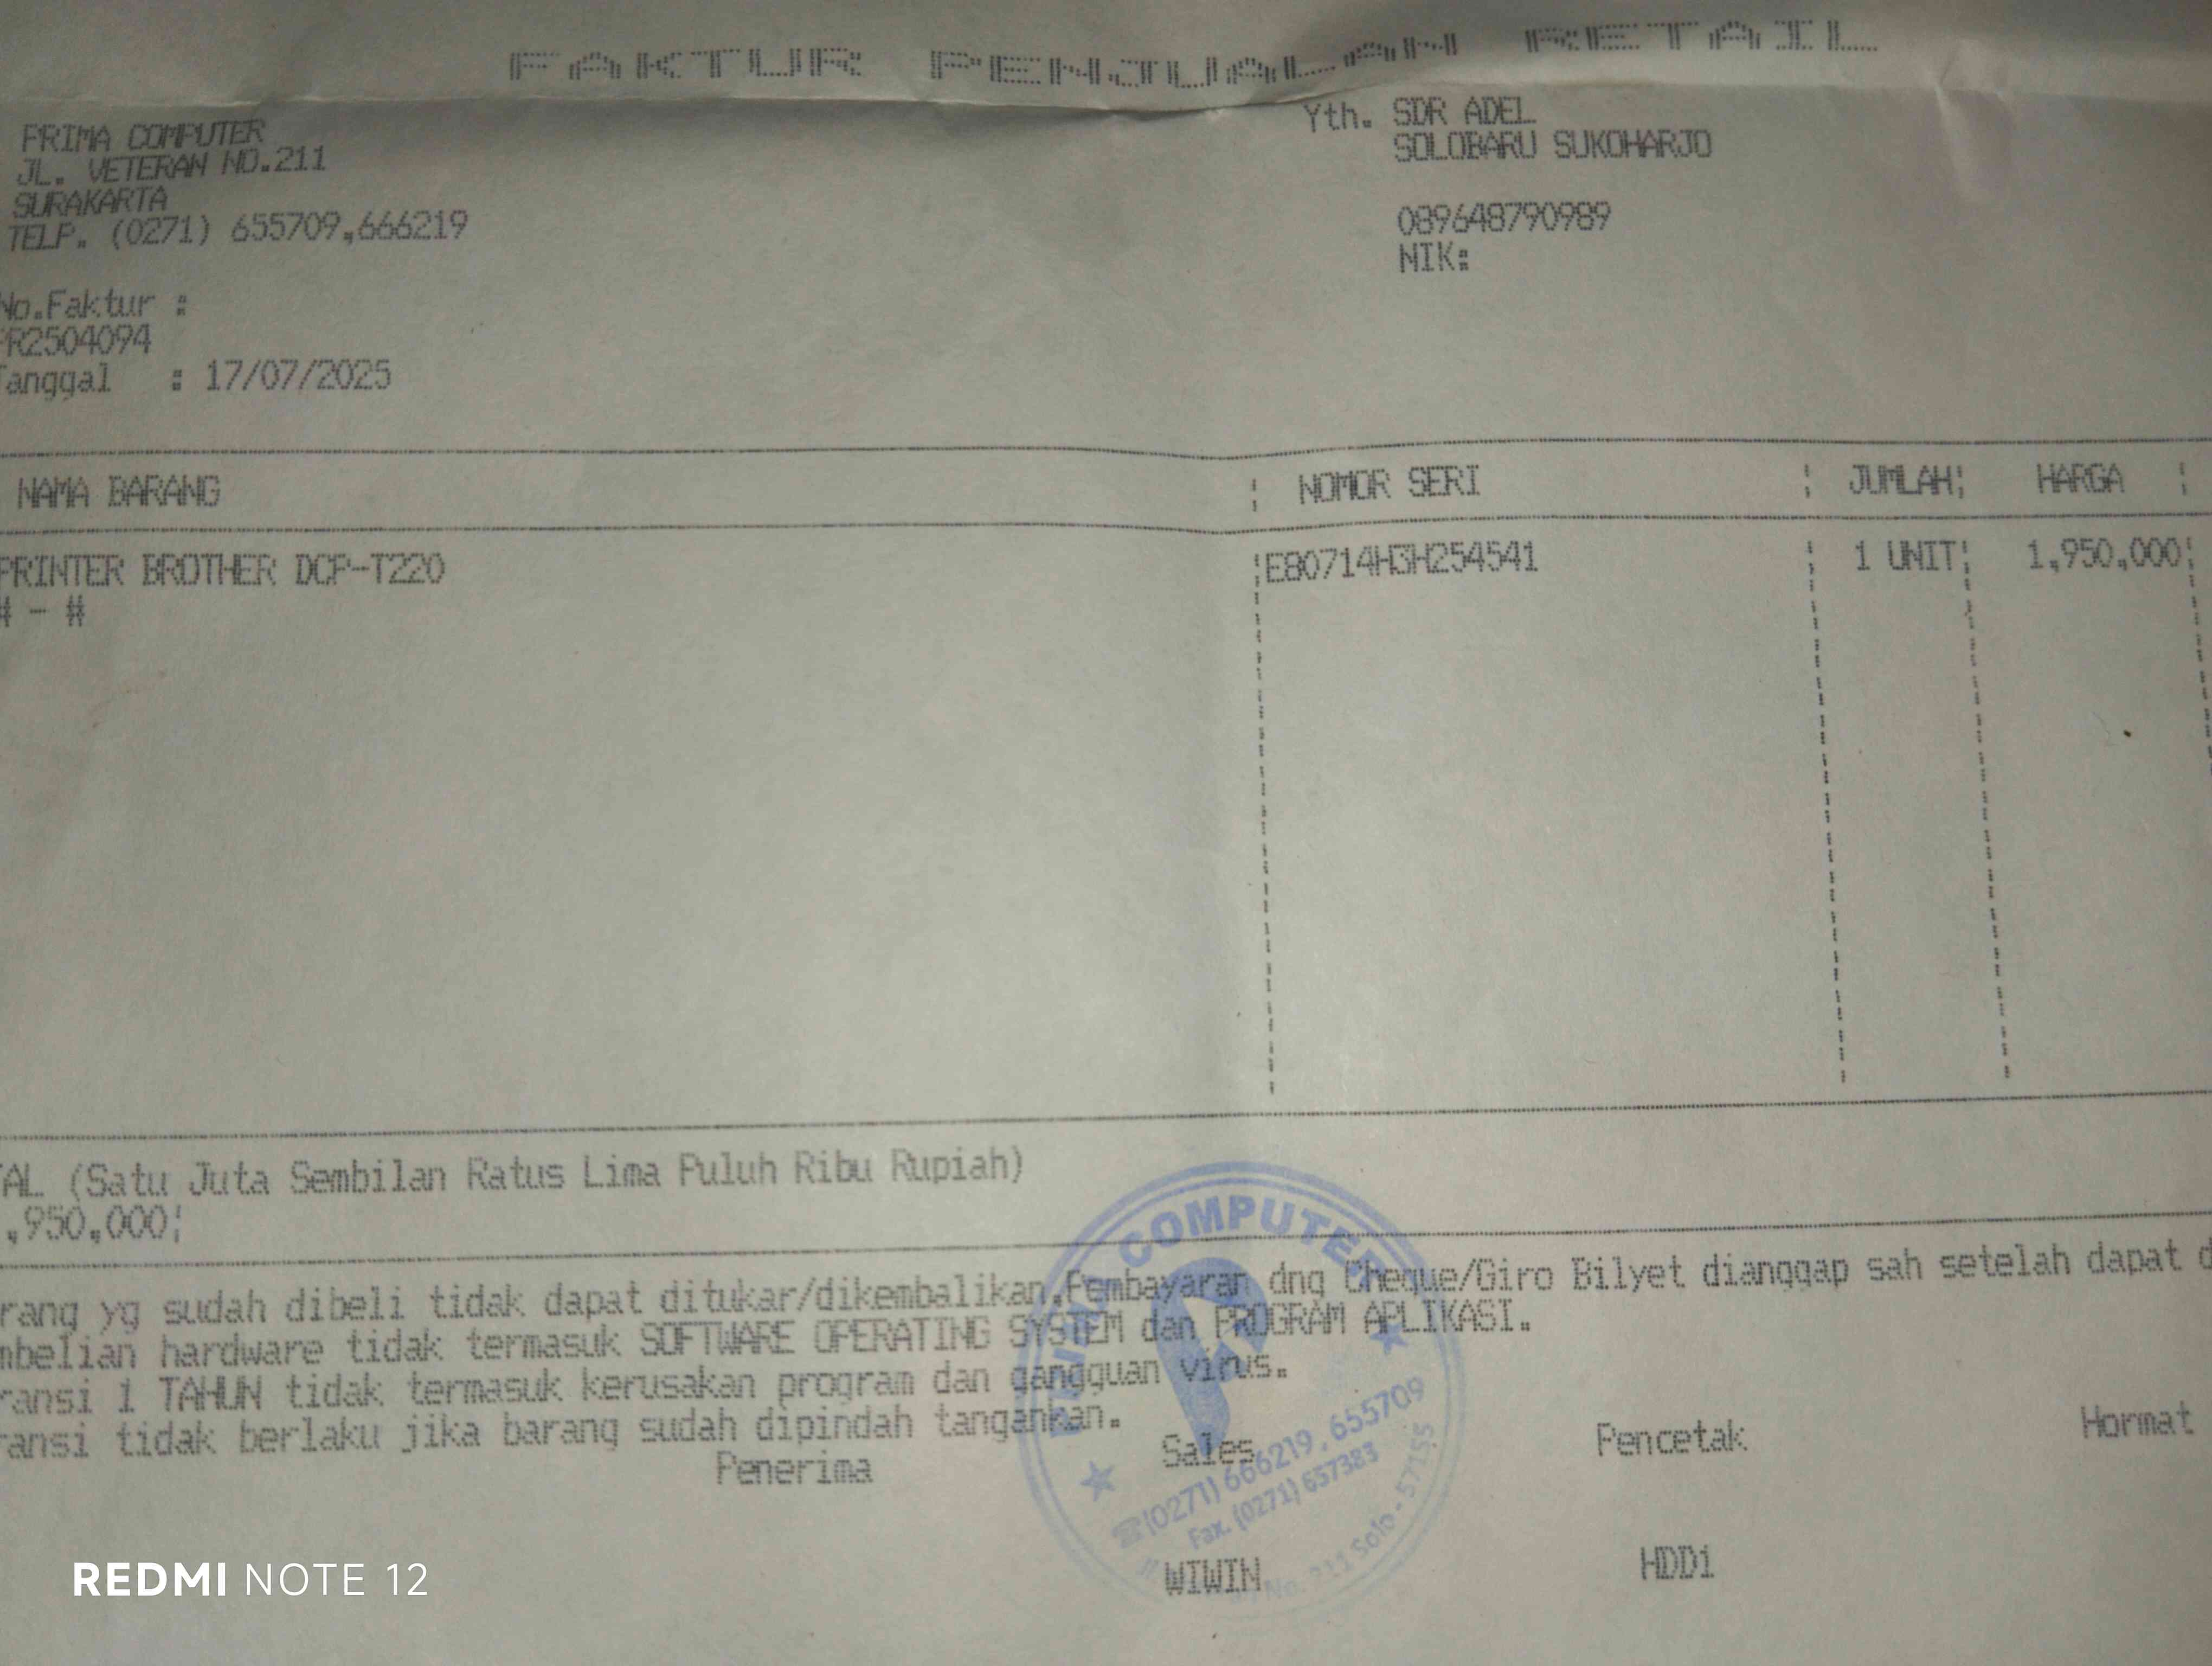 FAKTUR PENJUALAN RETAIL
PRIMA COMPUTER
JL. VETERAN NO.211
SURAKARTA
TELP. (0271) 655709,666219
Yth. SDR ADEL
SOLOBARU SUKOHARJO
089648790989
NIK:
No.Faktur :
R2504094
Tanggal : 17/07/2025
NAMA BARANG ¦ NOMOR SERI ¦ JUMLAH¦ HARGA ¦
PRINTER BROTHER DCP-T220 ¦E80714H3H254541 ¦ 1 UNIT¦ 1,950,000¦
# - #
AL (Satu Juta Sembilan Ratus Lima Puluh Ribu Rupiah)
,950,000¦
rang yg sudah dibeli tidak dapat ditukar/dikembalikan.Pembayaran dng Cheque/Giro Bilyet dianggap sah setelah dapat d
mbelian hardware tidak termasuk SOFTWARE OPERATING SYSTEM dan PROGRAM APLIKASI.
ransi 1 TAHUN tidak termasuk kerusakan program dan gangguan virus.
ransi tidak berlaku jika barang sudah dipindah tangankan.
Penerima Sales Pencetak Hormat
WIWIN HDD1
COMPUTER
(0271) 666219, 655709
Fax. (0271) 657383
No. 211 Solo - 57155
REDMI NOTE 12